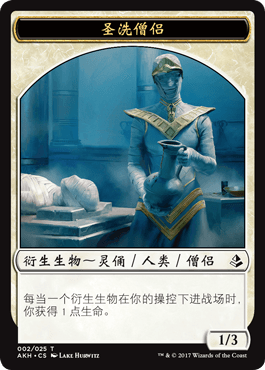 圣洗僧侣
衍生生物～灵俑/人类/僧侣
每当一个衍生生物在你的操控下进战场时,
你获得1点生命。
1/3
002/025 T
AKH • CS LAKE HURWITZ
™ & © 2017 Wizards of the Coast